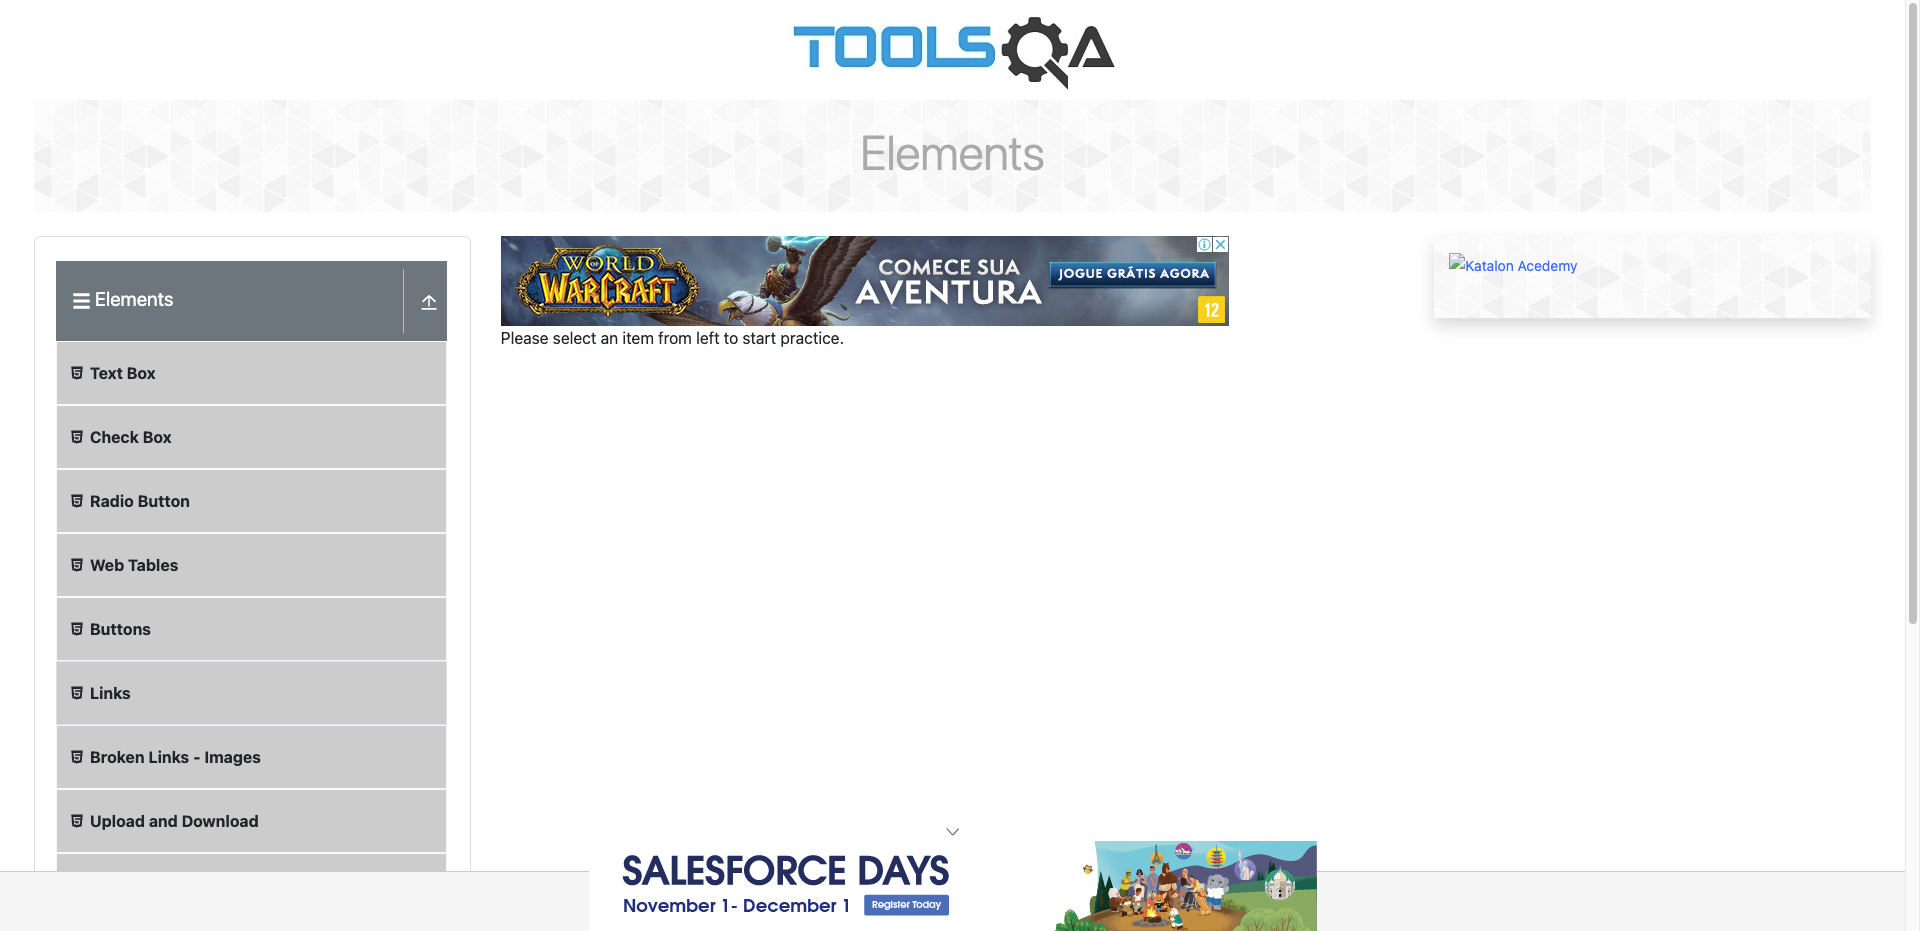 TOOLSQA
Elements
Elements
Text Box
Check Box
Radio Button
Web Tables
Buttons
Links
Broken Links - Images
Upload and Download
WORLD OF WARCRAFT
COMECE SUA
AVENTURA
JOGUE GRÁTIS AGORA
12
Please select an item from left to start practice.
Katalon Acedemy
SALESFORCE DAYS
November 1- December 1
Register Today